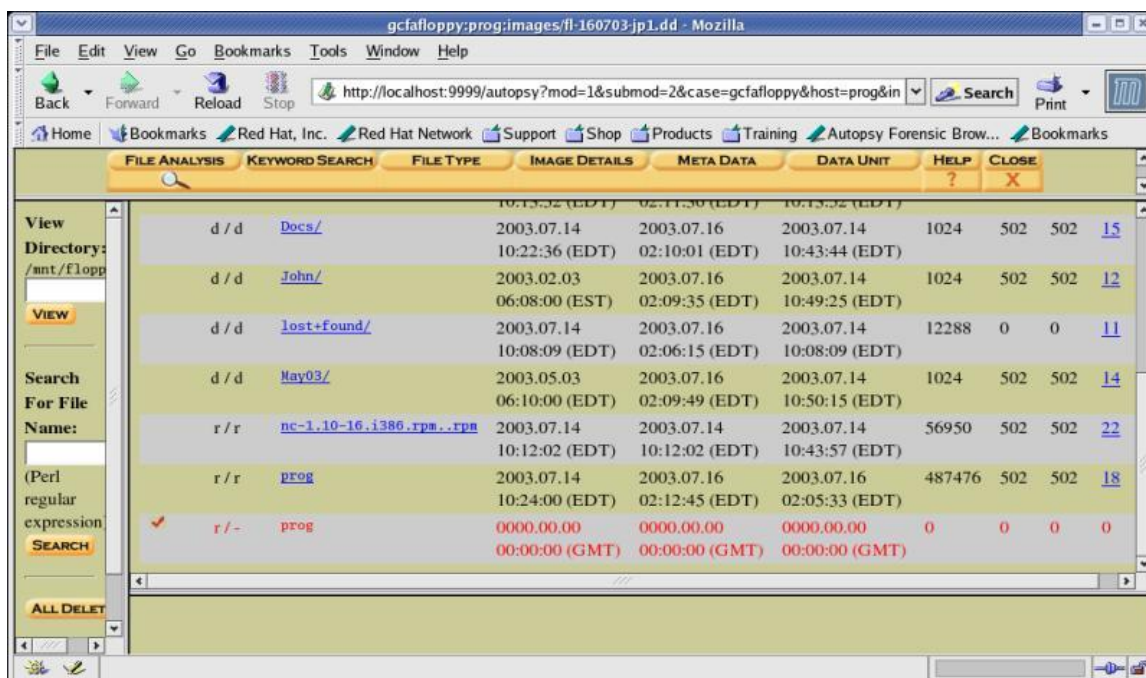 gcfafloppy:prog:images/fl-160703-jp1.dd - Mozilla
File Edit View Go Bookmarks Tools Window Help
Back Forward Reload Stop http://localhost:9999/autopsy?mod=1&submod=2&case=gcfafloppy&host=prog&in Search Print
Home Bookmarks Red Hat, Inc. Red Hat Network Support Shop Products Training Autopsy Forensic Brow... Bookmarks
FILE ANALYSIS KEYWORD SEARCH FILE TYPE IMAGE DETAILS META DATA DATA UNIT HELP CLOSE
? X
View
Directory:
/mnt/flopp
VIEW
Search
For File
Name:
(Perl
regular
expression)
SEARCH
ALL DELET
10:13:52 (EDT) 02:11:50 (EDT) 10:13:52 (EDT)
d / d Docs/ 2003.07.14 2003.07.16 2003.07.14 1024 502 502 15
10:22:36 (EDT) 02:10:01 (EDT) 10:43:44 (EDT)
d / d John/ 2003.02.03 2003.07.16 2003.07.14 1024 502 502 12
06:08:00 (EST) 02:09:35 (EDT) 10:49:25 (EDT)
d / d lost+found/ 2003.07.14 2003.07.16 2003.07.14 12288 0 0 11
10:08:09 (EDT) 02:06:15 (EDT) 10:08:09 (EDT)
d / d May03/ 2003.05.03 2003.07.16 2003.07.14 1024 502 502 14
06:10:00 (EDT) 02:09:49 (EDT) 10:50:15 (EDT)
r / r nc-1.10-16.i386.rpm..rpm 2003.07.14 2003.07.14 2003.07.14 56950 502 502 22
10:12:02 (EDT) 10:12:02 (EDT) 10:43:57 (EDT)
r / r prog 2003.07.14 2003.07.16 2003.07.16 487476 502 502 18
10:24:00 (EDT) 02:12:45 (EDT) 02:05:33 (EDT)
r / - prog 0000.00.00 0000.00.00 0000.00.00 0 0 0 0
00:00:00 (GMT) 00:00:00 (GMT) 00:00:00 (GMT)